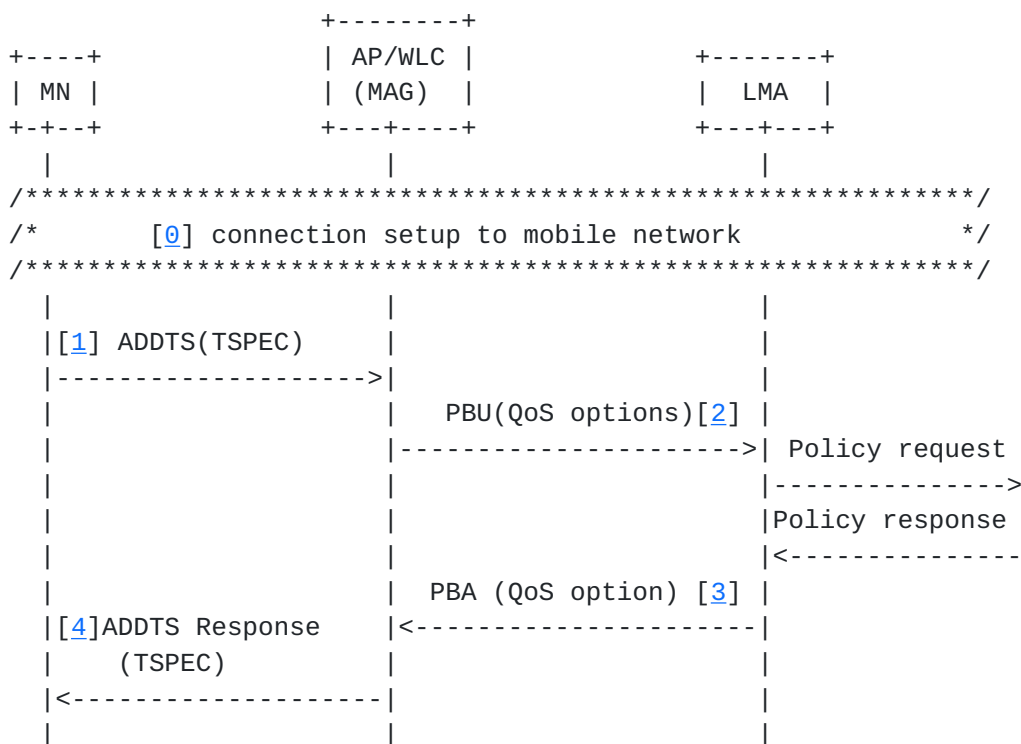 +--------+
+----+              | AP/WLC |              +-------+
| MN |              | (MAG)  |              |  LMA  |
+-+--+              +---+----+              +---+---+
  |                     |                       |
/*************************************************************/
/*       [0] connection setup to mobile network              */
/*************************************************************/
  |                     |                       |
  |[1] ADDTS(TSPEC)     |                       |
  |-------------------->|                       |
  |                     |   PBU(QoS options)[2] |
  |                     |---------------------->| Policy request
  |                     |                       |--------------->
  |                     |                       |Policy response
  |                     |                       |<---------------
  |                     |  PBA (QoS option) [3] |
  |[4]ADDTS Response    |<----------------------|
  |    (TSPEC)          |                       |
  |<--------------------|                       |
  |                     |                       |